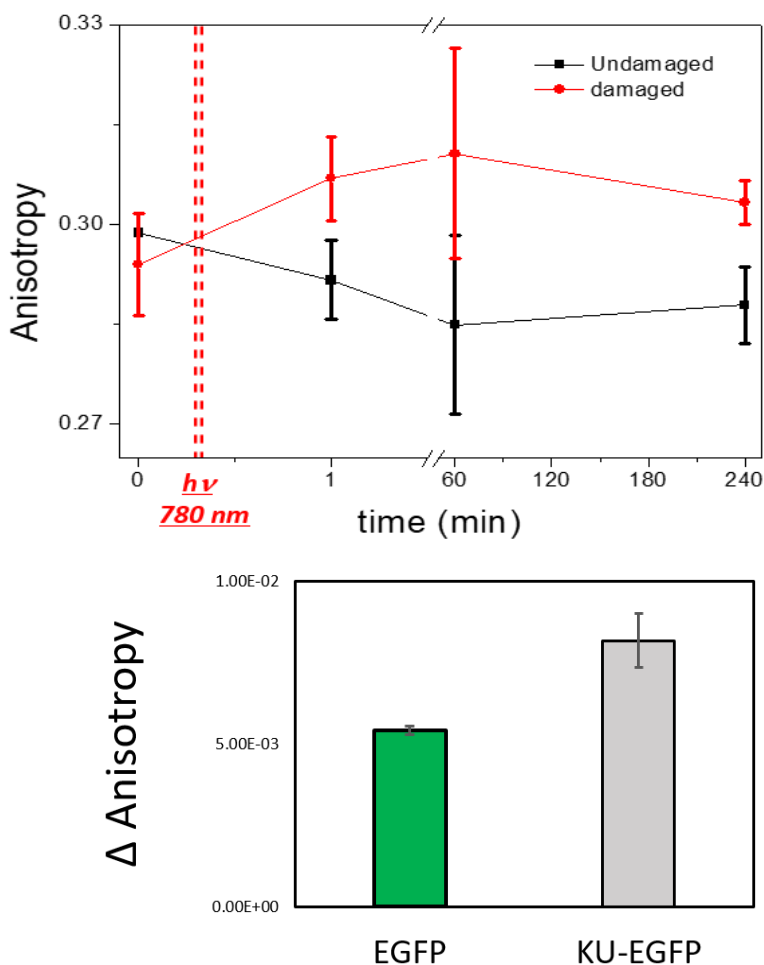 0.33
Undamaged
damaged
0.30
0.27
Anisotropy
0 1 60 120 180 240
hν
780 nm
time (min)
1.00E-02
5.00E-03
0.00E+00
Δ Anisotropy
EGFP KU-EGFP